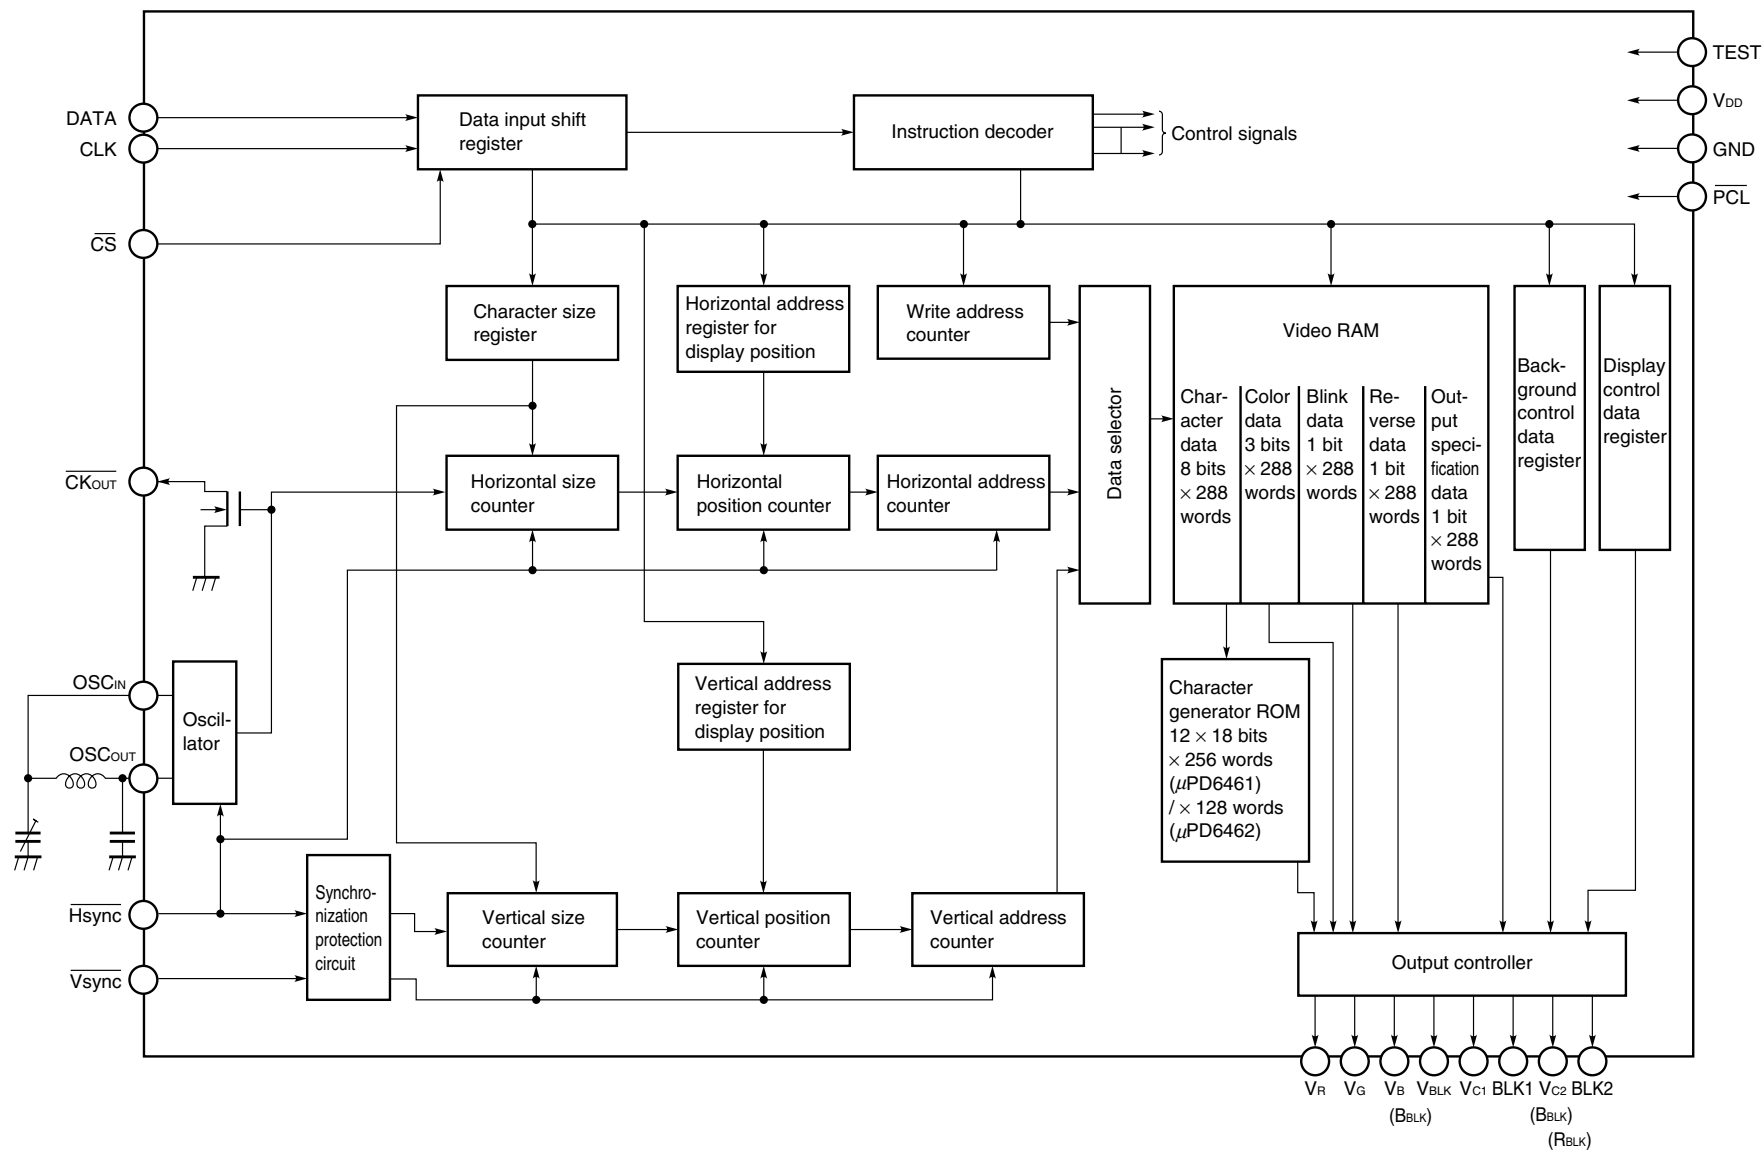 TEST
DATA
Data input shift
register
Instruction decoder
Control signals
VDD
CLK
GND
PCL
CS
Character size
register
Horizontal address
register for
display position
Write address
counter
Data selector
Video RAM
Char-
acter
data
8 bits
× 288
words
Color
data
3 bits
× 288
words
Blink
data
1 bit
× 288
words
Re-
verse
data
1 bit
× 288
words
Out-
put
speci-
fication
data
1 bit
× 288
words
Back-
ground
control
data
register
Display
control
data
register
CKOUT
Horizontal size
counter
Horizontal
position counter
Horizontal address
counter
OSCIN
Oscil-
lator
OSCOUT
Vertical address
register for
display position
Character
generator ROM
12 × 18 bits
× 256 words
(μPD6461)
/ × 128 words
(μPD6462)
Hsync
Vsync
Synchro-
nization
protection
circuit
Vertical size
counter
Vertical position
counter
Vertical address
counter
Output controller
VR VG VB VBLK VC1 BLK1 VC2 BLK2
(BBLK) (BBLK)
(RBLK)